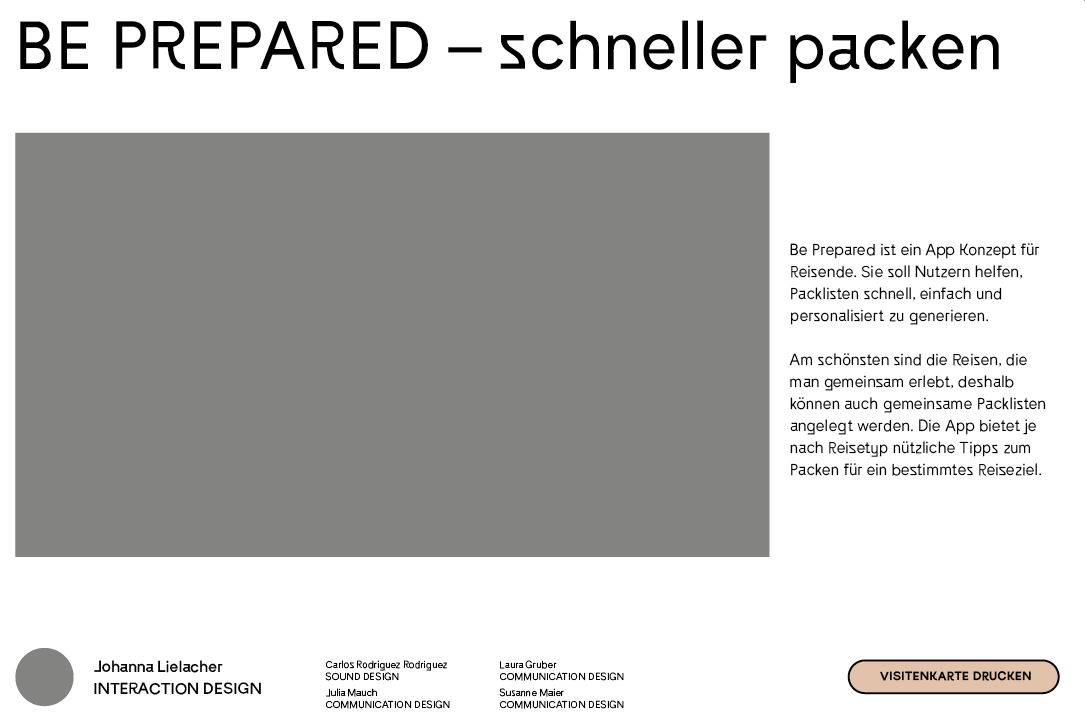 BE PREPARED – schneller packen
Be Prepared ist ein App Konzept für
Reisende. Sie soll Nutzern helfen,
Packlisten schnell, einfach und
personalisiert zu generieren.
Am schönsten sind die Reisen, die
man gemeinsam erlebt, deshalb
können auch gemeinsame Packlisten
angelegt werden. Die App bietet je
nach Reisetyp nützliche Tipps zum
Packen für ein bestimmtes Reiseziel.
Johanna Lielacher
INTERACTION DESIGN
Carlos Rodriguez Rodriguez
SOUND DESIGN
Julia Mauch
COMMUNICATION DESIGN
Laura Gruber
COMMUNICATION DESIGN
Susanne Maier
COMMUNICATION DESIGN
VISITENKARTE DRUCKEN